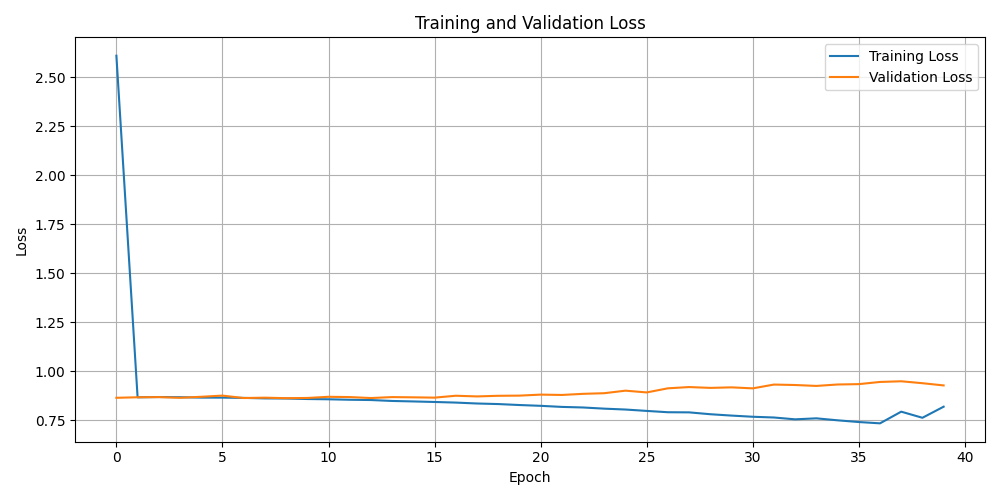 Training and Validation Loss
Training Loss
Validation Loss
2.50
2.25
2.00
1.75
1.50
1.25
1.00
0.75
Loss
0 5 10 15 20 25 30 35 40
Epoch